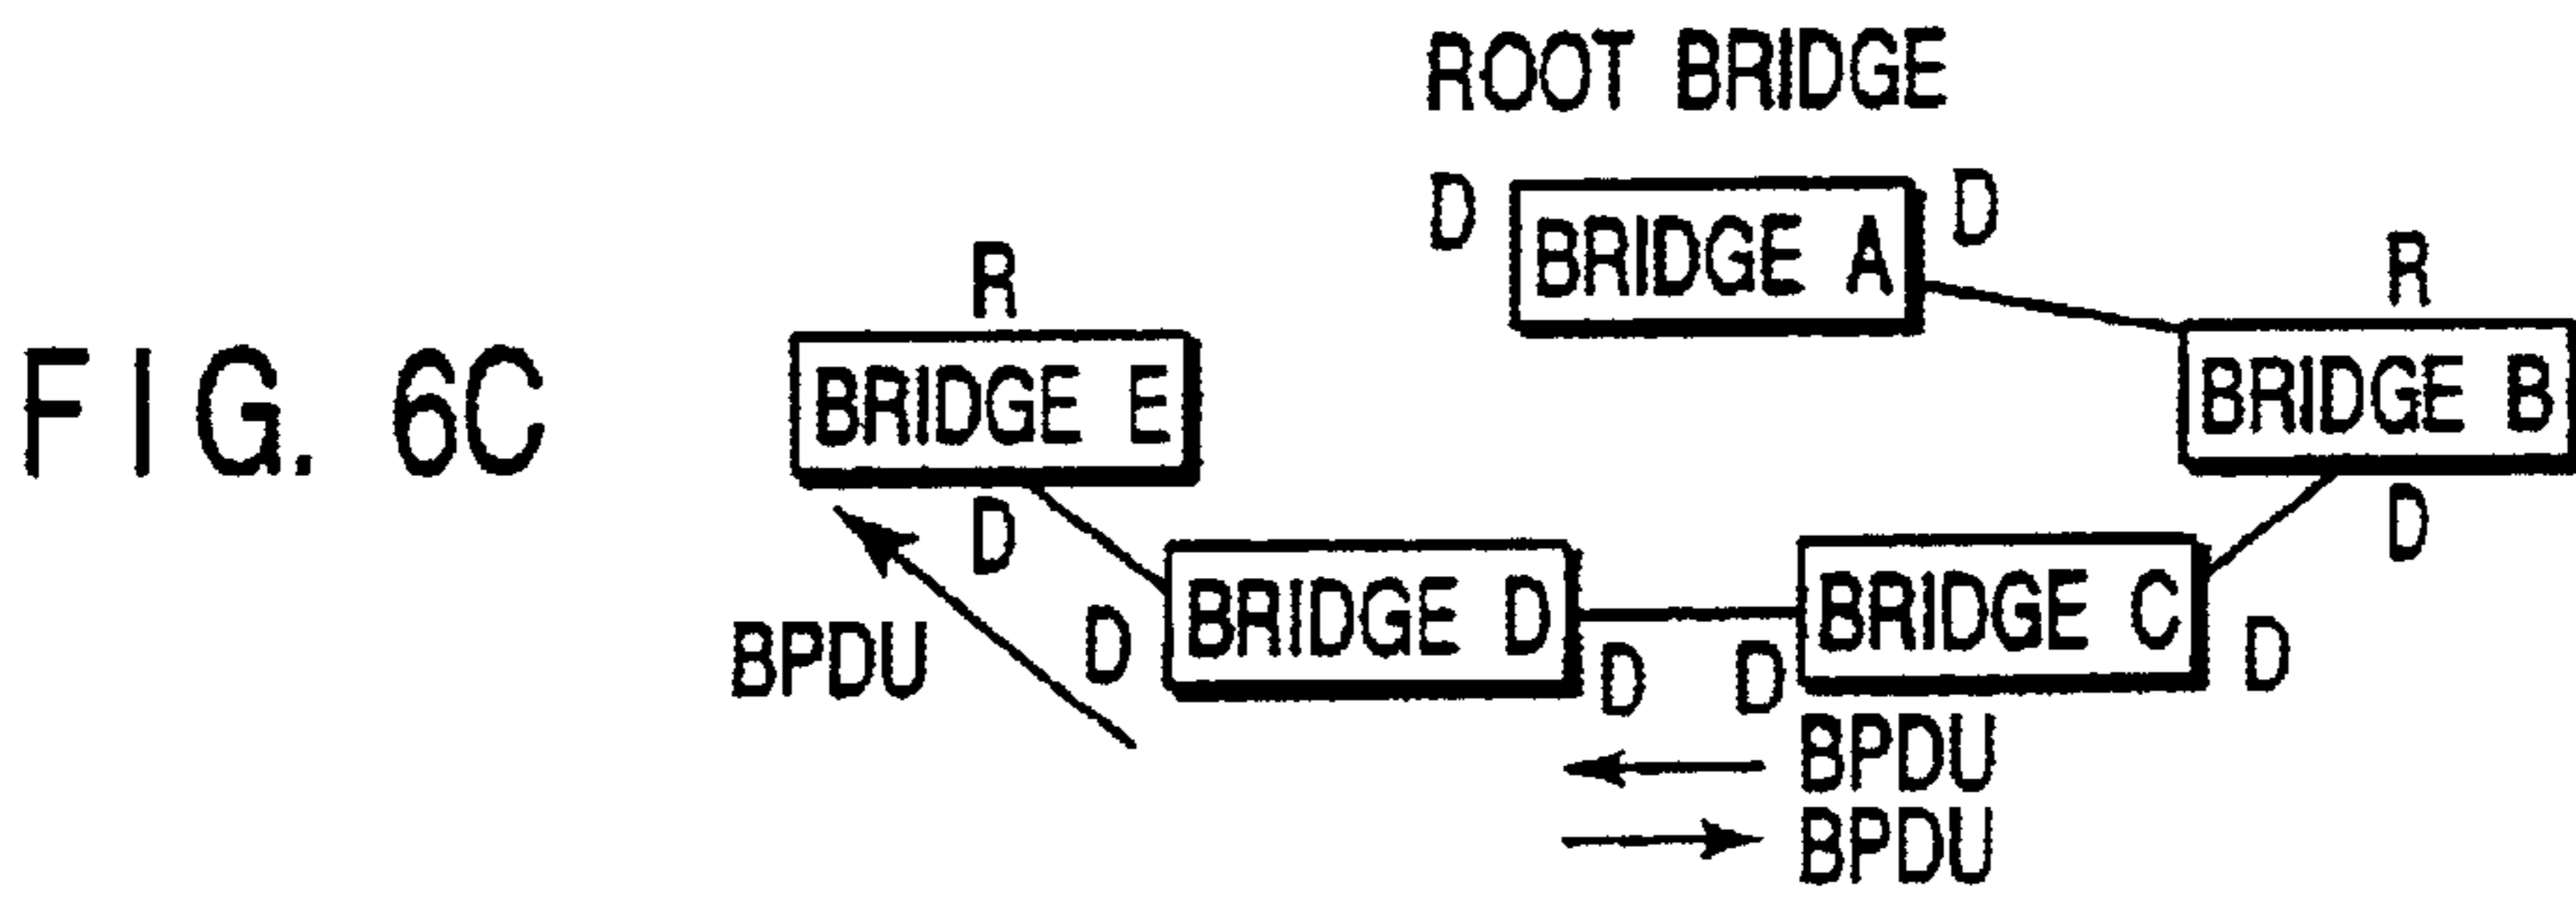 ROOT BRIDGE
D BRIDGE A D
R R
FIG. 6C BRIDGE E BRIDGE B
D D
BPDU D BRIDGE D D D BRIDGE C D
BPDU
BPDU